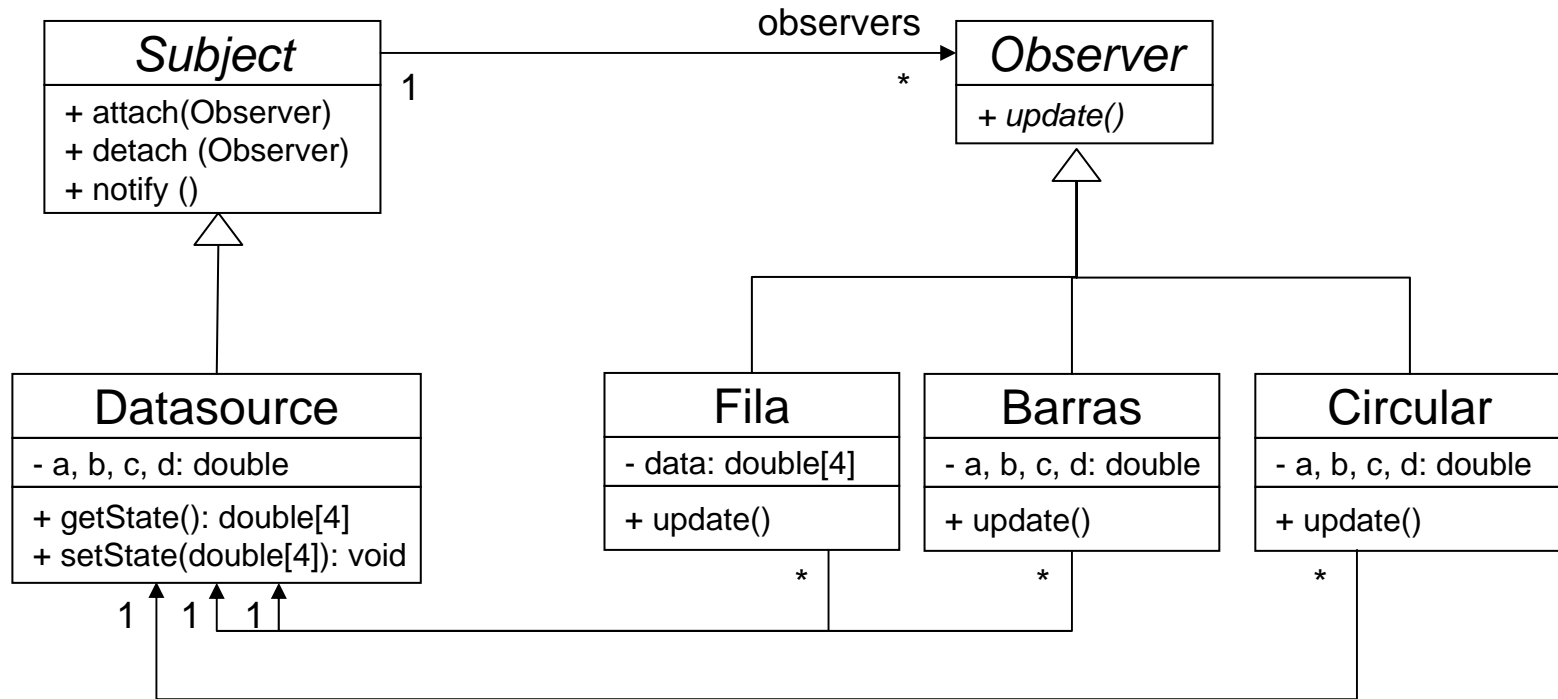 Subject
+ attach(Observer)
+ detach (Observer)
+ notify ()
observers
1
*
Observer
+ update()
Datasource
- a, b, c, d: double
+ getState(): double[4]
+ setState(double[4]): void
Fila
- data: double[4]
+ update()
Barras
- a, b, c, d: double
+ update()
Circular
- a, b, c, d: double
+ update()
*
*
*
1
1
1